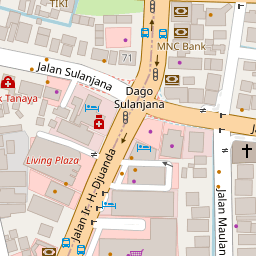 TIKI
MNC Bank
71
Jalan Sulanjana
Dago
Sulanjana
Tanaya
Living Plaza
Jalan Ir. H. Djuanda
Jalan Maulan